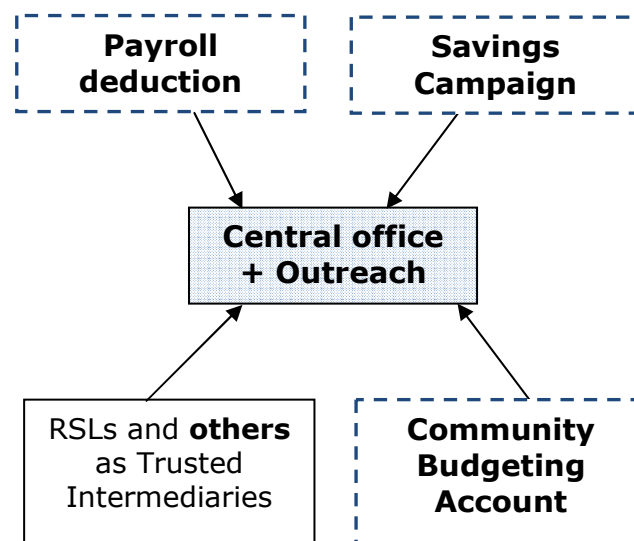 Payroll
deduction
Savings
Campaign
Central office
+ Outreach
RSLs and others
as Trusted
Intermediaries
Community
Budgeting
Account